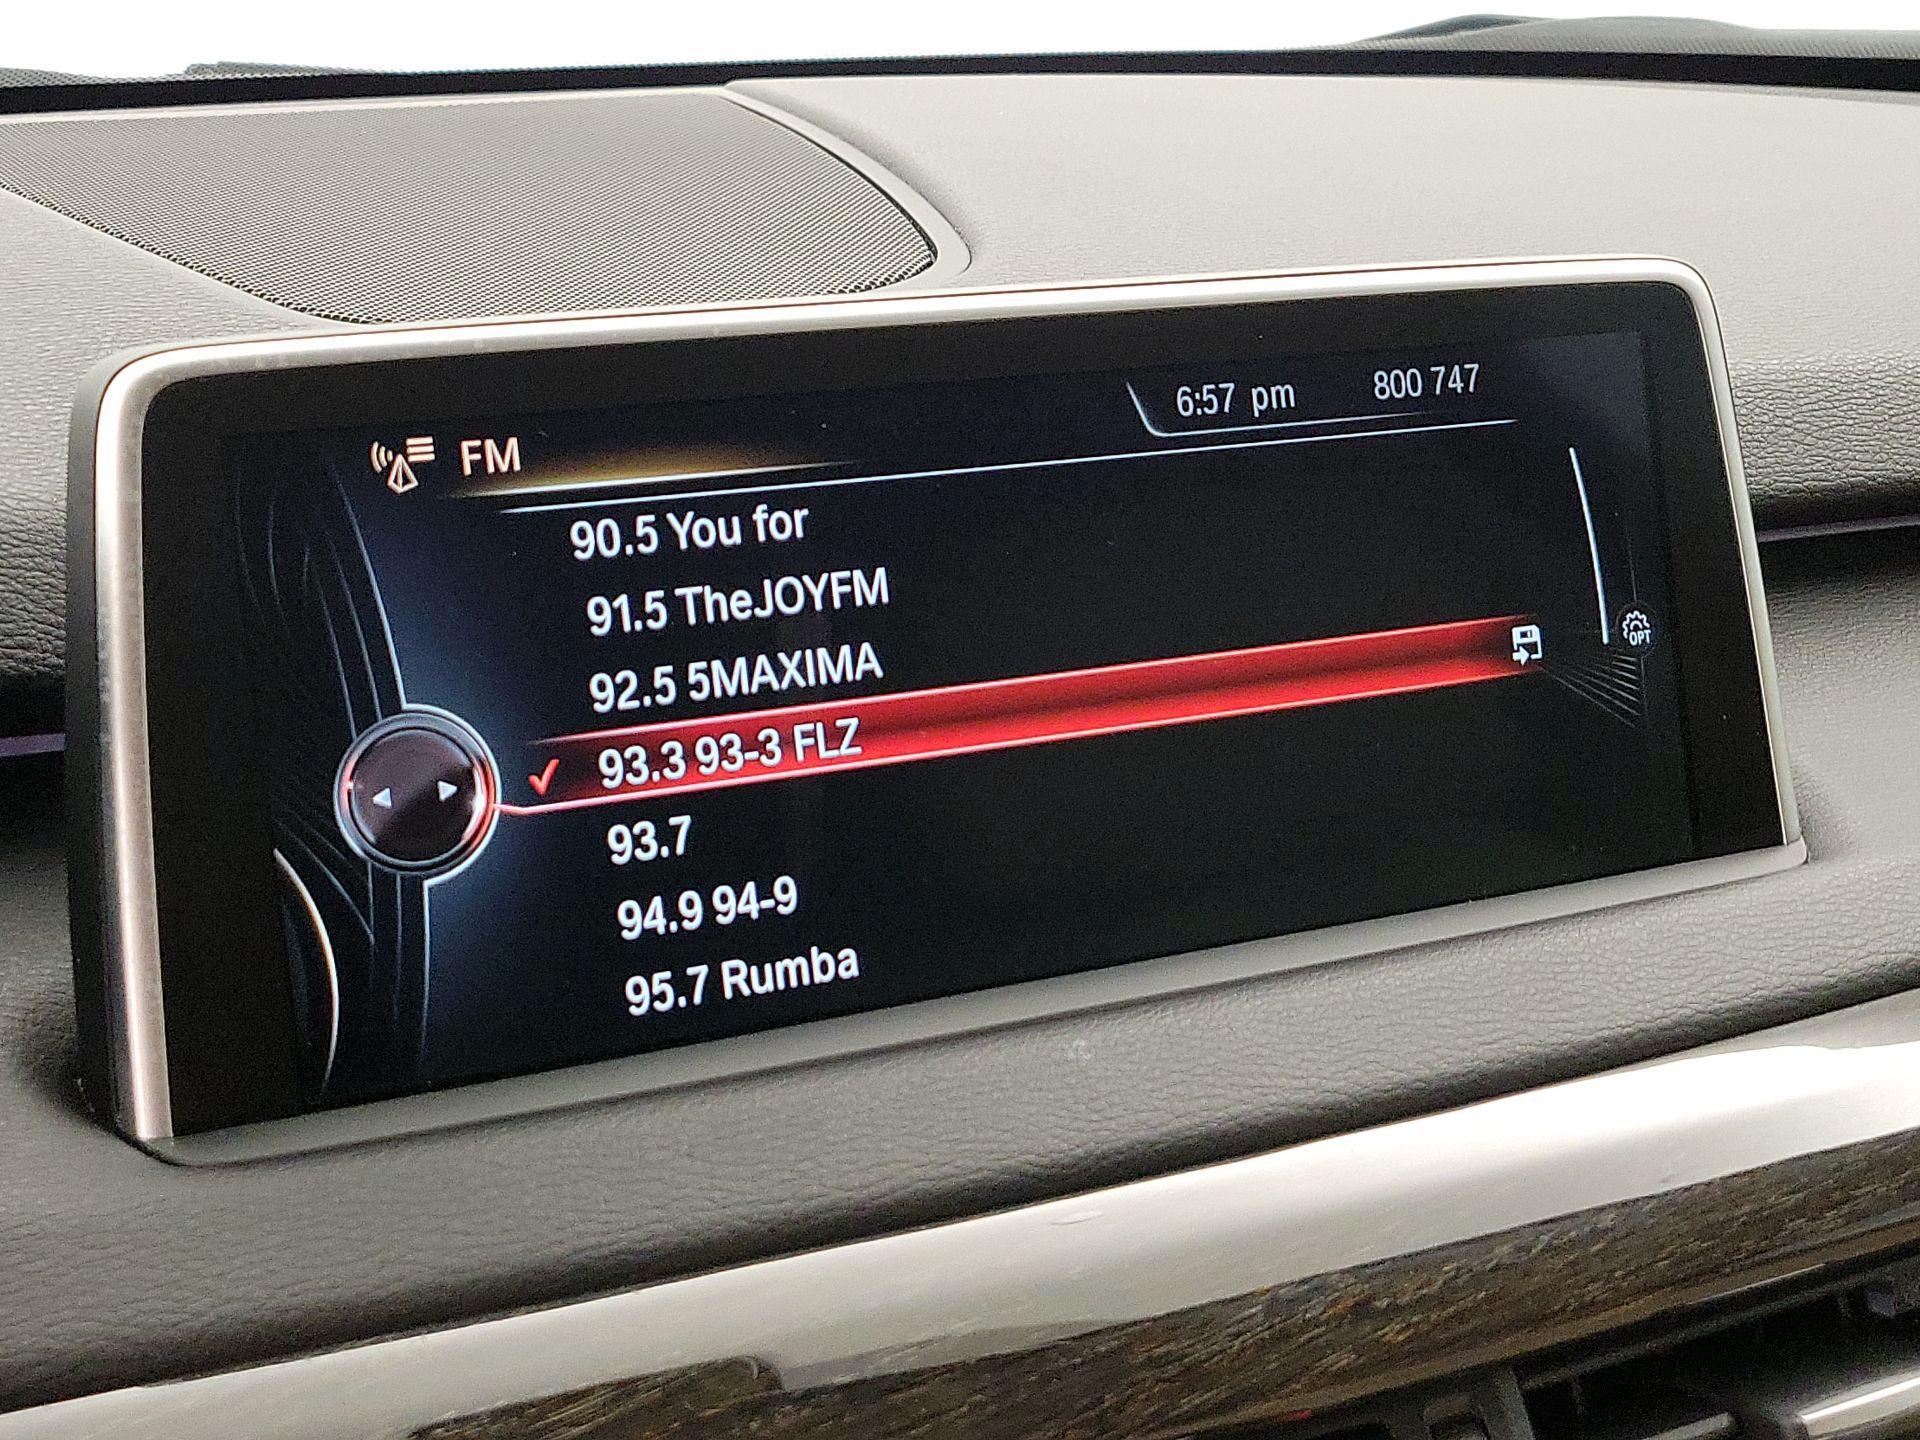 6:57 pm 800 747
FM
90.5 You for
91.5 TheJOYFM
92.5 5MAXIMA
93.3 93-3 FLZ
OPT
93.7
94.9 94-9
95.7 Rumba